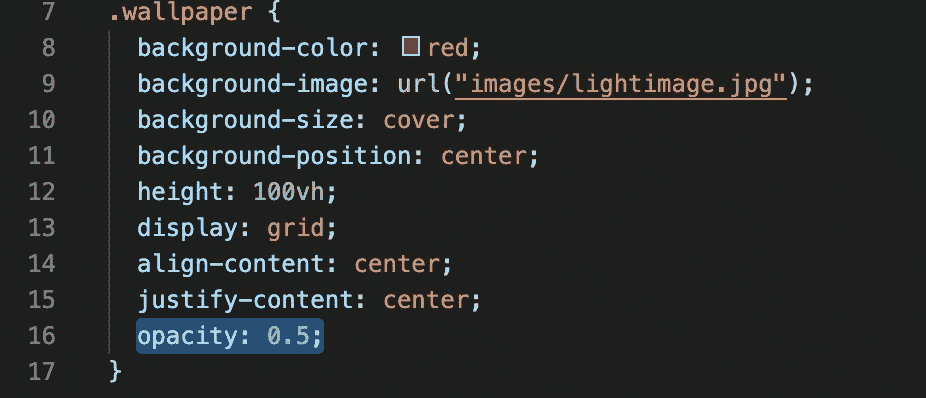 7 .wallpaper {
8 background-color: red;
9 background-image: url("images/lightimage.jpg");
10 background-size: cover;
11 background-position: center;
12 height: 100vh;
13 display: grid;
14 align-content: center;
15 justify-content: center;
16 opacity: 0.5;
17 }